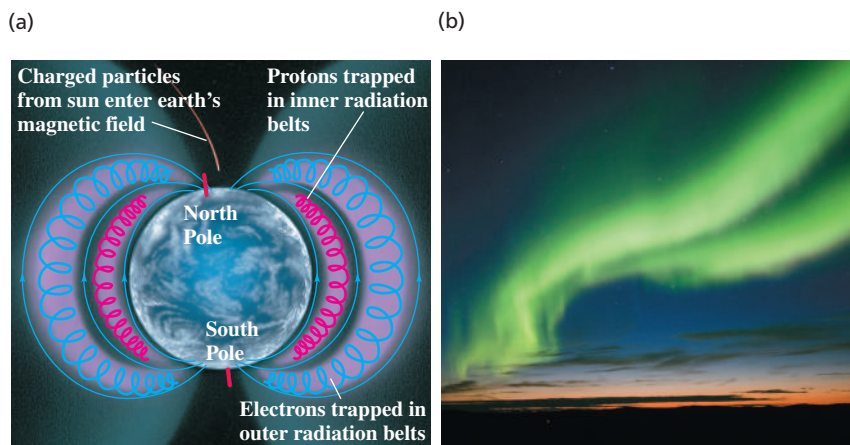 (a)
(b)
Charged particles
from sun enter earth's
magnetic field
Protons trapped
in inner radiation
belts
North
Pole
South
Pole
Electrons trapped in
outer radiation belts